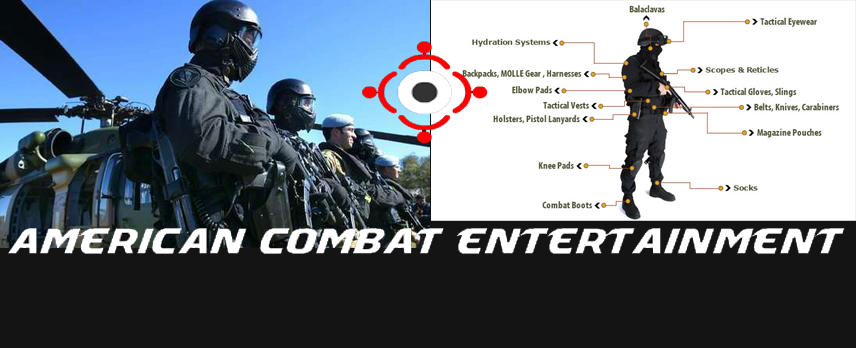 Balaclavas
Tactical Eyewear
Hydration Systems
Scopes & Reticles
Backpacks, MOLLE Gear , Harnesses
Elbow Pads
Tactical Gloves, Slings
Tactical Vests
Belts, Knives, Carabiners
Holsters, Pistol Lanyards
Magazine Pouches
Knee Pads
Socks
Combat Boots
AMERICAN COMBAT ENTERTAINMENT